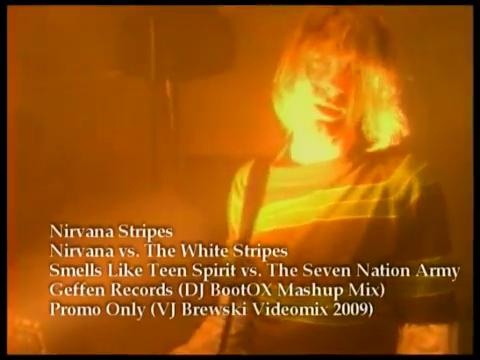 Nirvana Stripes
Nirvana vs. The White Stripes
Smells Like Teen Spirit vs. The Seven Nation Army
Geffen Records (DJ BootOX Mashup Mix)
Promo Only (VJ Brewski Videomix 2009)